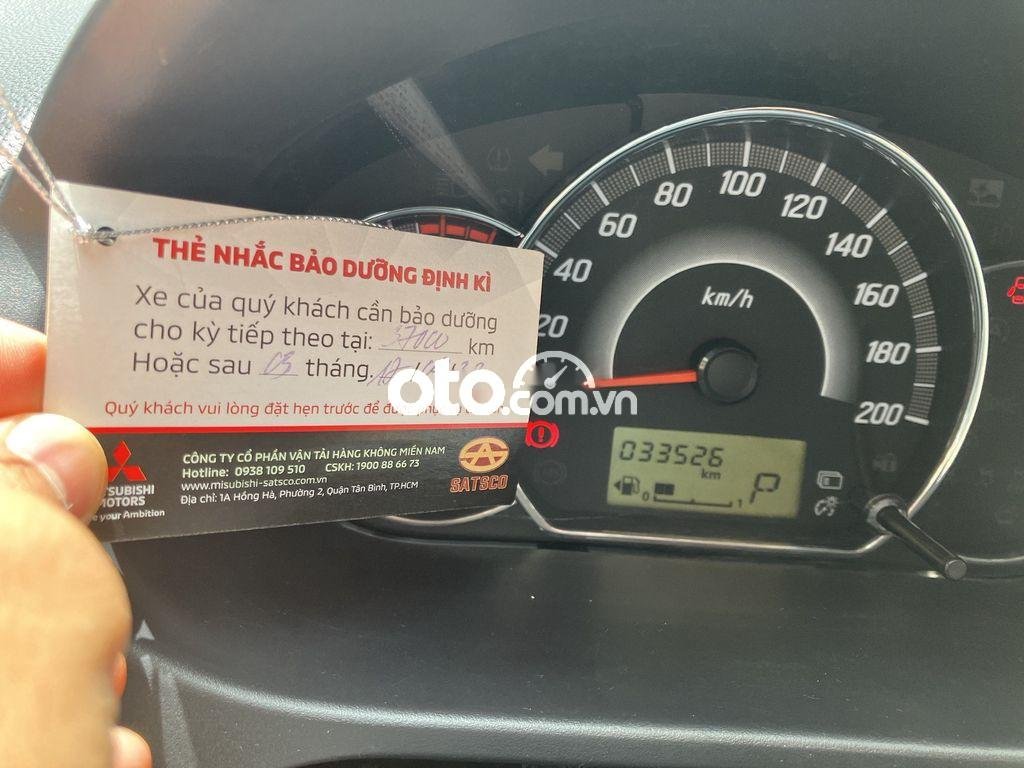 THẺ NHẮC BẢO DƯỠNG ĐỊNH KÌ
Xe của quý khách cần bảo dưỡng
cho kỳ tiếp theo tại: 37000 km
Hoặc sau 03 tháng
Quý khách vui lòng đặt hẹn trước để được
MITSUBISHI
MOTORS
Drive your Ambition
CÔNG TY CỔ PHẦN VẬN TẢI HÀNG KHÔNG MIỀN NAM
Hotline: 0938 109 510 CSKH: 1900 88 66 73
www.misubishi-satsco.com.vn
Địa chỉ: 1A Hồng Hà, Phường 2, Quận Tân Bình, TP.HCM
SATSCO
oto.com.vn
20
40
60
80
100
120
140
160
180
200
km/h
033526
km
0 1 P